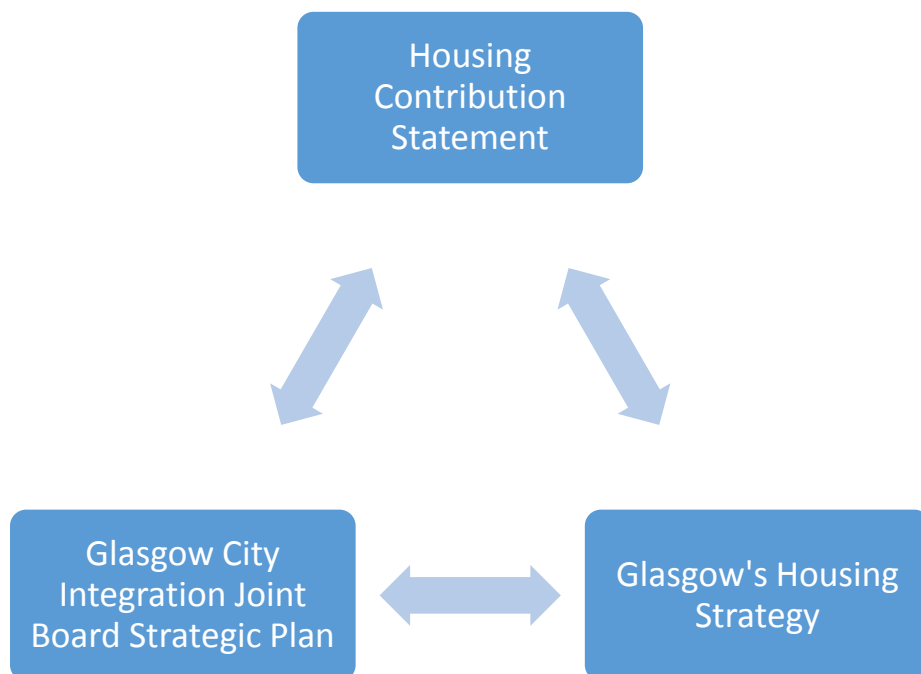 Housing
Contribution
Statement
Glasgow City
Integration Joint
Board Strategic Plan
Glasgow's Housing
Strategy